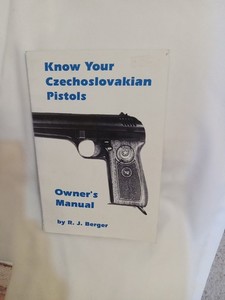 Know Your
Czechoslovakian
Pistols
Owner's
Manual
by R. J. Berger